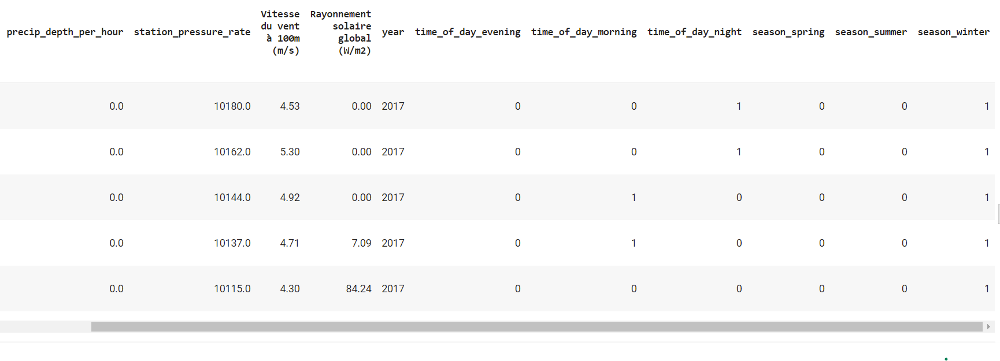 precip_depth_per_hour station_pressure_rate Vitesse du vent à 100m (m/s) Rayonnement solaire global (W/m2) year time_of_day_evening time_of_day_morning time_of_day_night season_spring season_summer season_winter
0.0 10180.0 4.53 0.00 2017 0 0 1 0 0 1
0.0 10162.0 5.30 0.00 2017 0 0 1 0 0 1
0.0 10144.0 4.92 0.00 2017 0 1 0 0 0 1
0.0 10137.0 4.71 7.09 2017 0 1 0 0 0 1
0.0 10115.0 4.30 84.24 2017 0 0 0 0 0 1